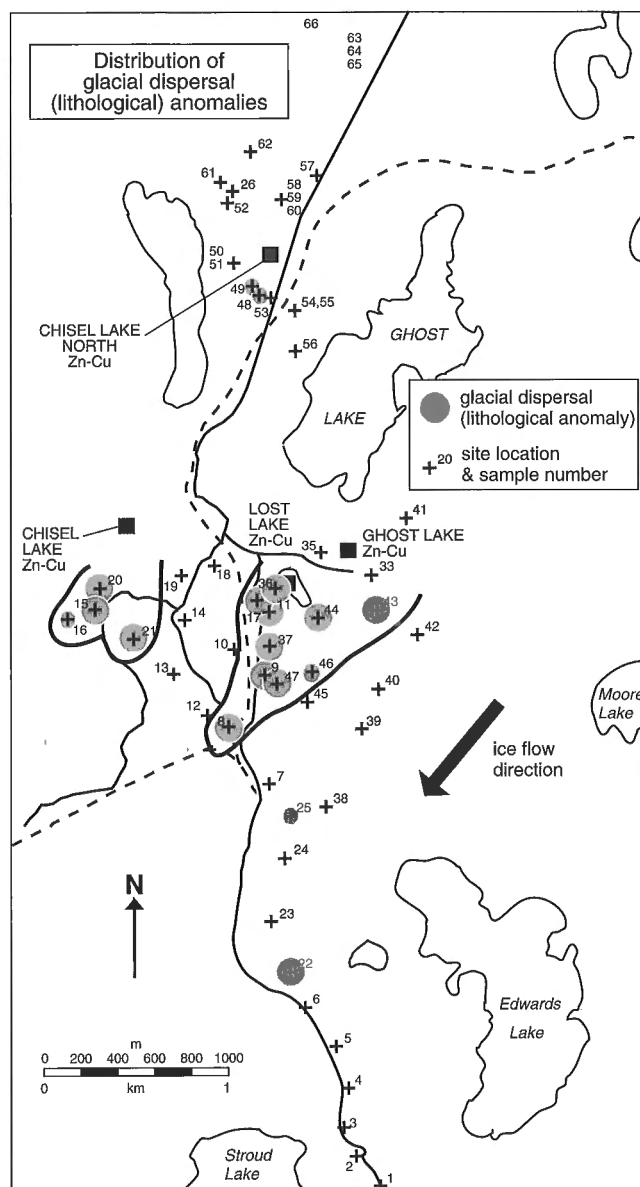 Distribution of
glacial dispersal
(lithological) anomalies
66
63
64
65
62
61
26
52
57
58
59
60
50
51
49
48
53
54,55
56
CHISEL LAKE
NORTH
Zn-Cu
GHOST
LAKE
glacial dispersal
(lithological anomaly)
20 site location
& sample number
41
LOST
LAKE
Zn-Cu
35
GHOST LAKE
Zn-Cu
33
CHISEL
LAKE
Zn-Cu
20
15
16
21
19
18
14
13
12
10
36
11
17
44
43
42
37
9
47
46
45
40
39
8
7
38
25
24
23
22
6
5
4
3
2
1
Moore
Lake
ice flow
direction
N
Edwards
Lake
m
0 200 400 600 800 1000
0 km 1
Stroud
Lake